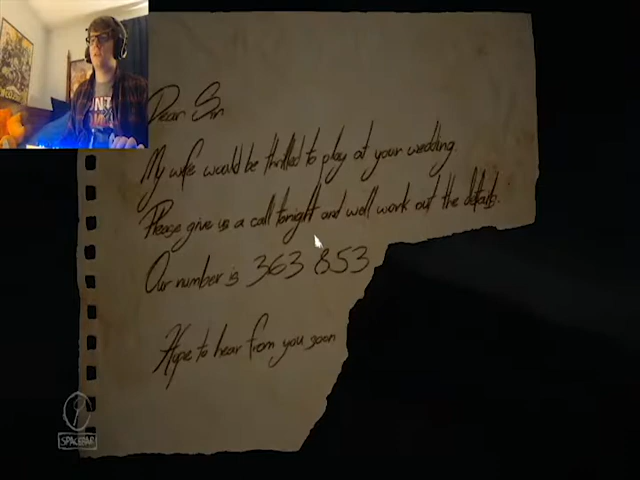 Dear Sir
My wife would be thrilled to play at your wedding
Please give us a call tonight and we'll work out the details.
Our number is 363 853
Hope to hear from you soon
SPACEBAR